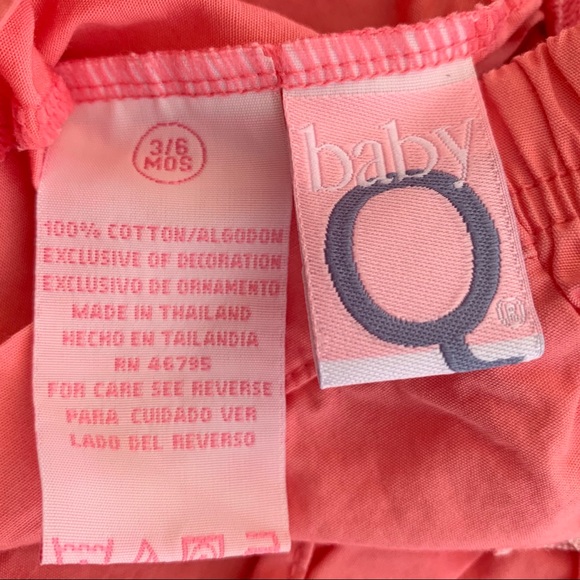 3/6
MOS
100% COTTON/ALGODON
EXCLUSIVE OF DECORATION
EXCLUSIVO DE ORNAMENTO
MADE IN THAILAND
HECHO EN TAILANDIA
RN 46795
FOR CARE SEE REVERSE
PARA CUIDADO VER
LADO DEL REVERSO
baby
Q
®